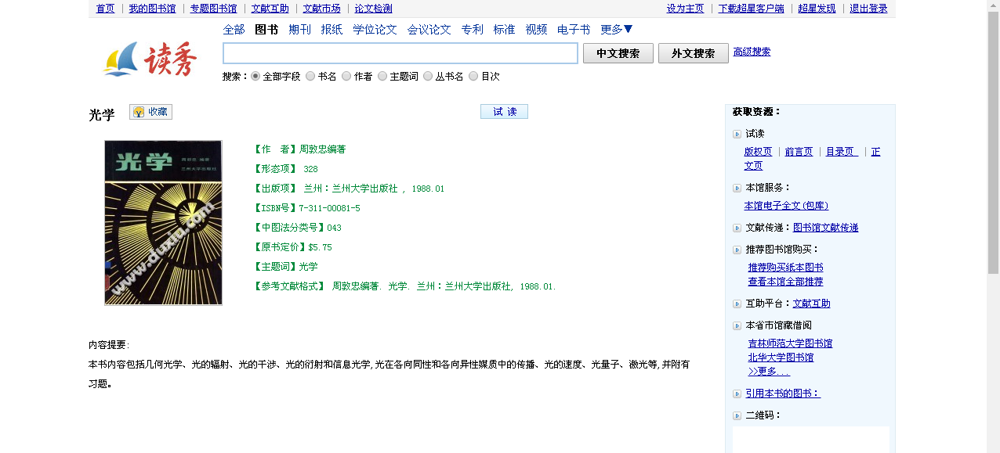 首页 | 我的图书馆 | 专题图书馆 | 文献互助 | 文献市场 | 论文检测
设为主页 | 下载超星客户端 | 超星发现 | 退出登录
全部 图书 期刊 报纸 学位论文 会议论文 专利 标准 视频 电子书 更多▼
读秀
中文搜索 外文搜索 高级搜索
搜索： 全部字段 书名 作者 主题词 丛书名 目次
光学 收藏 试 读
光学
周敦忠 编著
兰州大学出版社
www.duxiu.com
【作 者】周敦忠编著
【形态项】 328
【出版项】 兰州：兰州大学出版社 , 1988.01
【ISBN号】7-311-00081-5
【中图法分类号】O43
【原书定价】$5.75
【主题词】光学
【参考文献格式】 周敦忠编著. 光学. 兰州：兰州大学出版社, 1988.01.
内容提要:
本书内容包括几何光学、光的辐射、光的干涉、光的衍射和信息光学,光在各向同性和各向异性媒质中的传播、光的速度、光量子、激光等,并附有
习题。
获取资源：
试读
版权页 | 前言页 | 目录页 | 正
文页
本馆服务：
本馆电子全文(包库)
文献传递：图书馆文献传递
推荐图书馆购买：
推荐购买纸本图书
查看本馆全部推荐
互助平台：文献互助
本省市馆藏借阅
吉林师范大学图书馆
北华大学图书馆
>>更多...
引用本书的图书：
二维码：